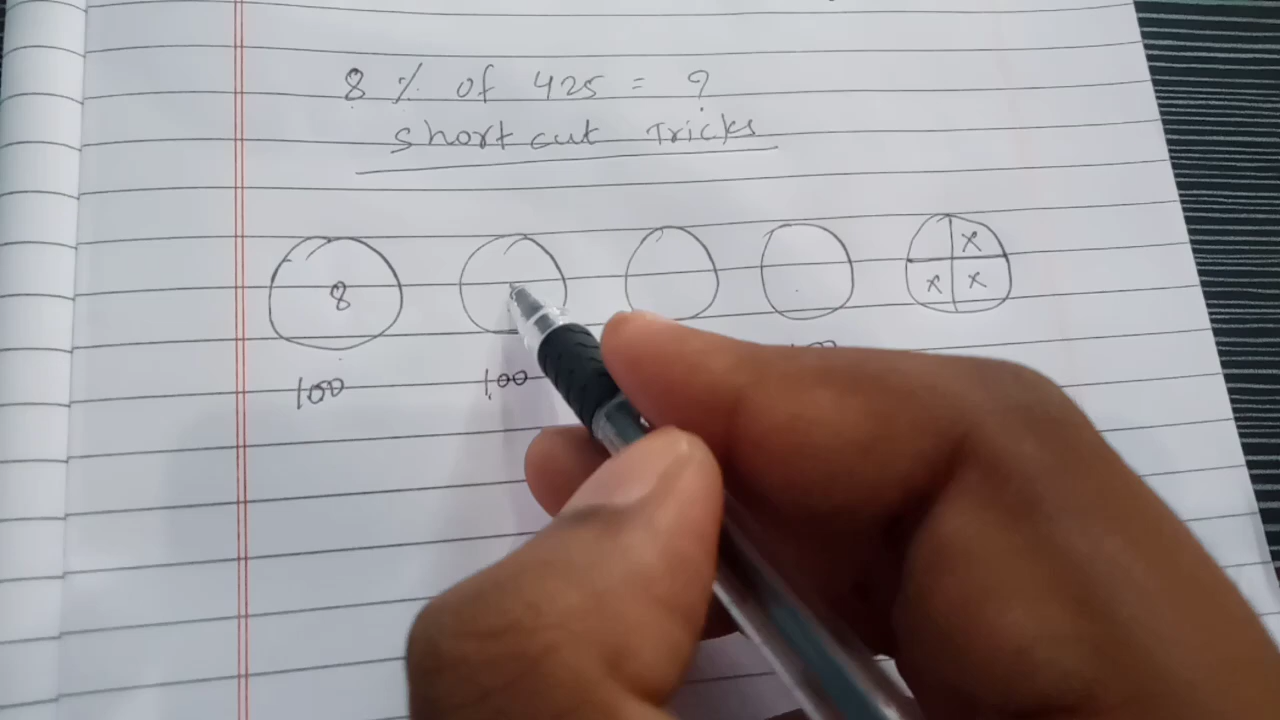 8 % of 425 = ?
Short cut Tricks
8
x
x x
100 100